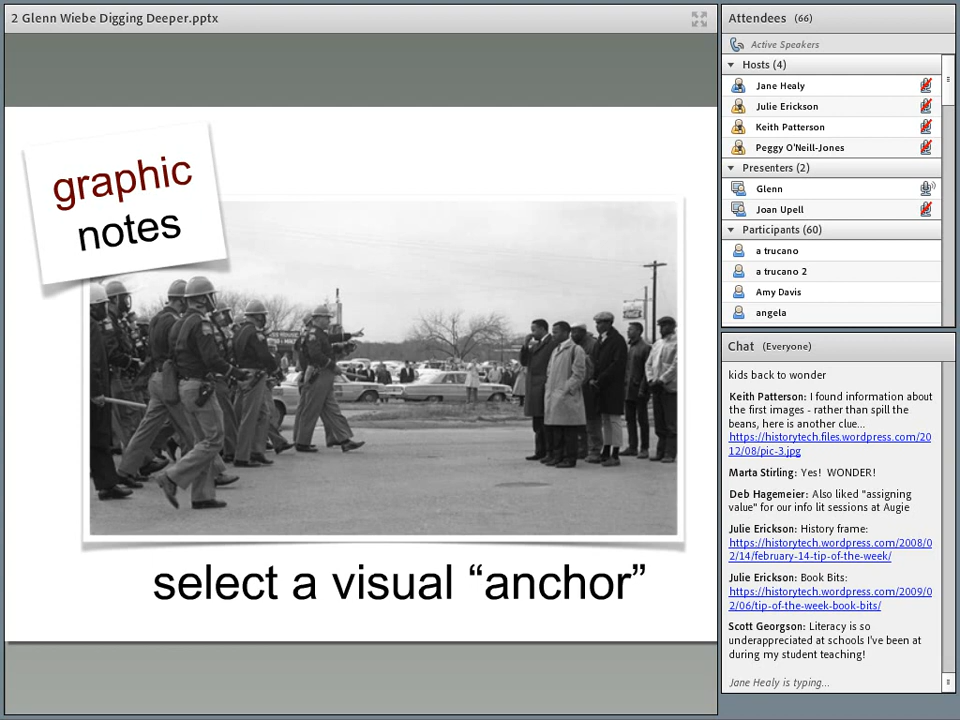 2 Glenn Wiebe Digging Deeper.pptx
graphic
notes
select a visual “anchor”
Attendees (66)
Active Speakers
Hosts (4)
Jane Healy
Julie Erickson
Keith Patterson
Peggy O'Neill-Jones
Presenters (2)
Glenn
Joan Upell
Participants (60)
a trucano
a trucano 2
Amy Davis
angela
Chat (Everyone)
kids back to wonder
Keith Patterson: I found information about
the first images - rather than spill the
beans, here is another clue...
https://historytech.files.wordpress.com/20
12/08/pic-3.jpg
Marta Stirling: Yes! WONDER!
Deb Hagemeier: Also liked "assigning
value" for our info lit sessions at Augie
Julie Erickson: History frame:
https://historytech.wordpress.com/2008/0
2/14/february-14-tip-of-the-week/
Julie Erickson: Book Bits:
https://historytech.wordpress.com/2009/0
2/06/tip-of-the-week-book-bits/
Scott Georgson: Literacy is so
underappreciated at schools I've been at
during my student teaching!
Jane Healy is typing...